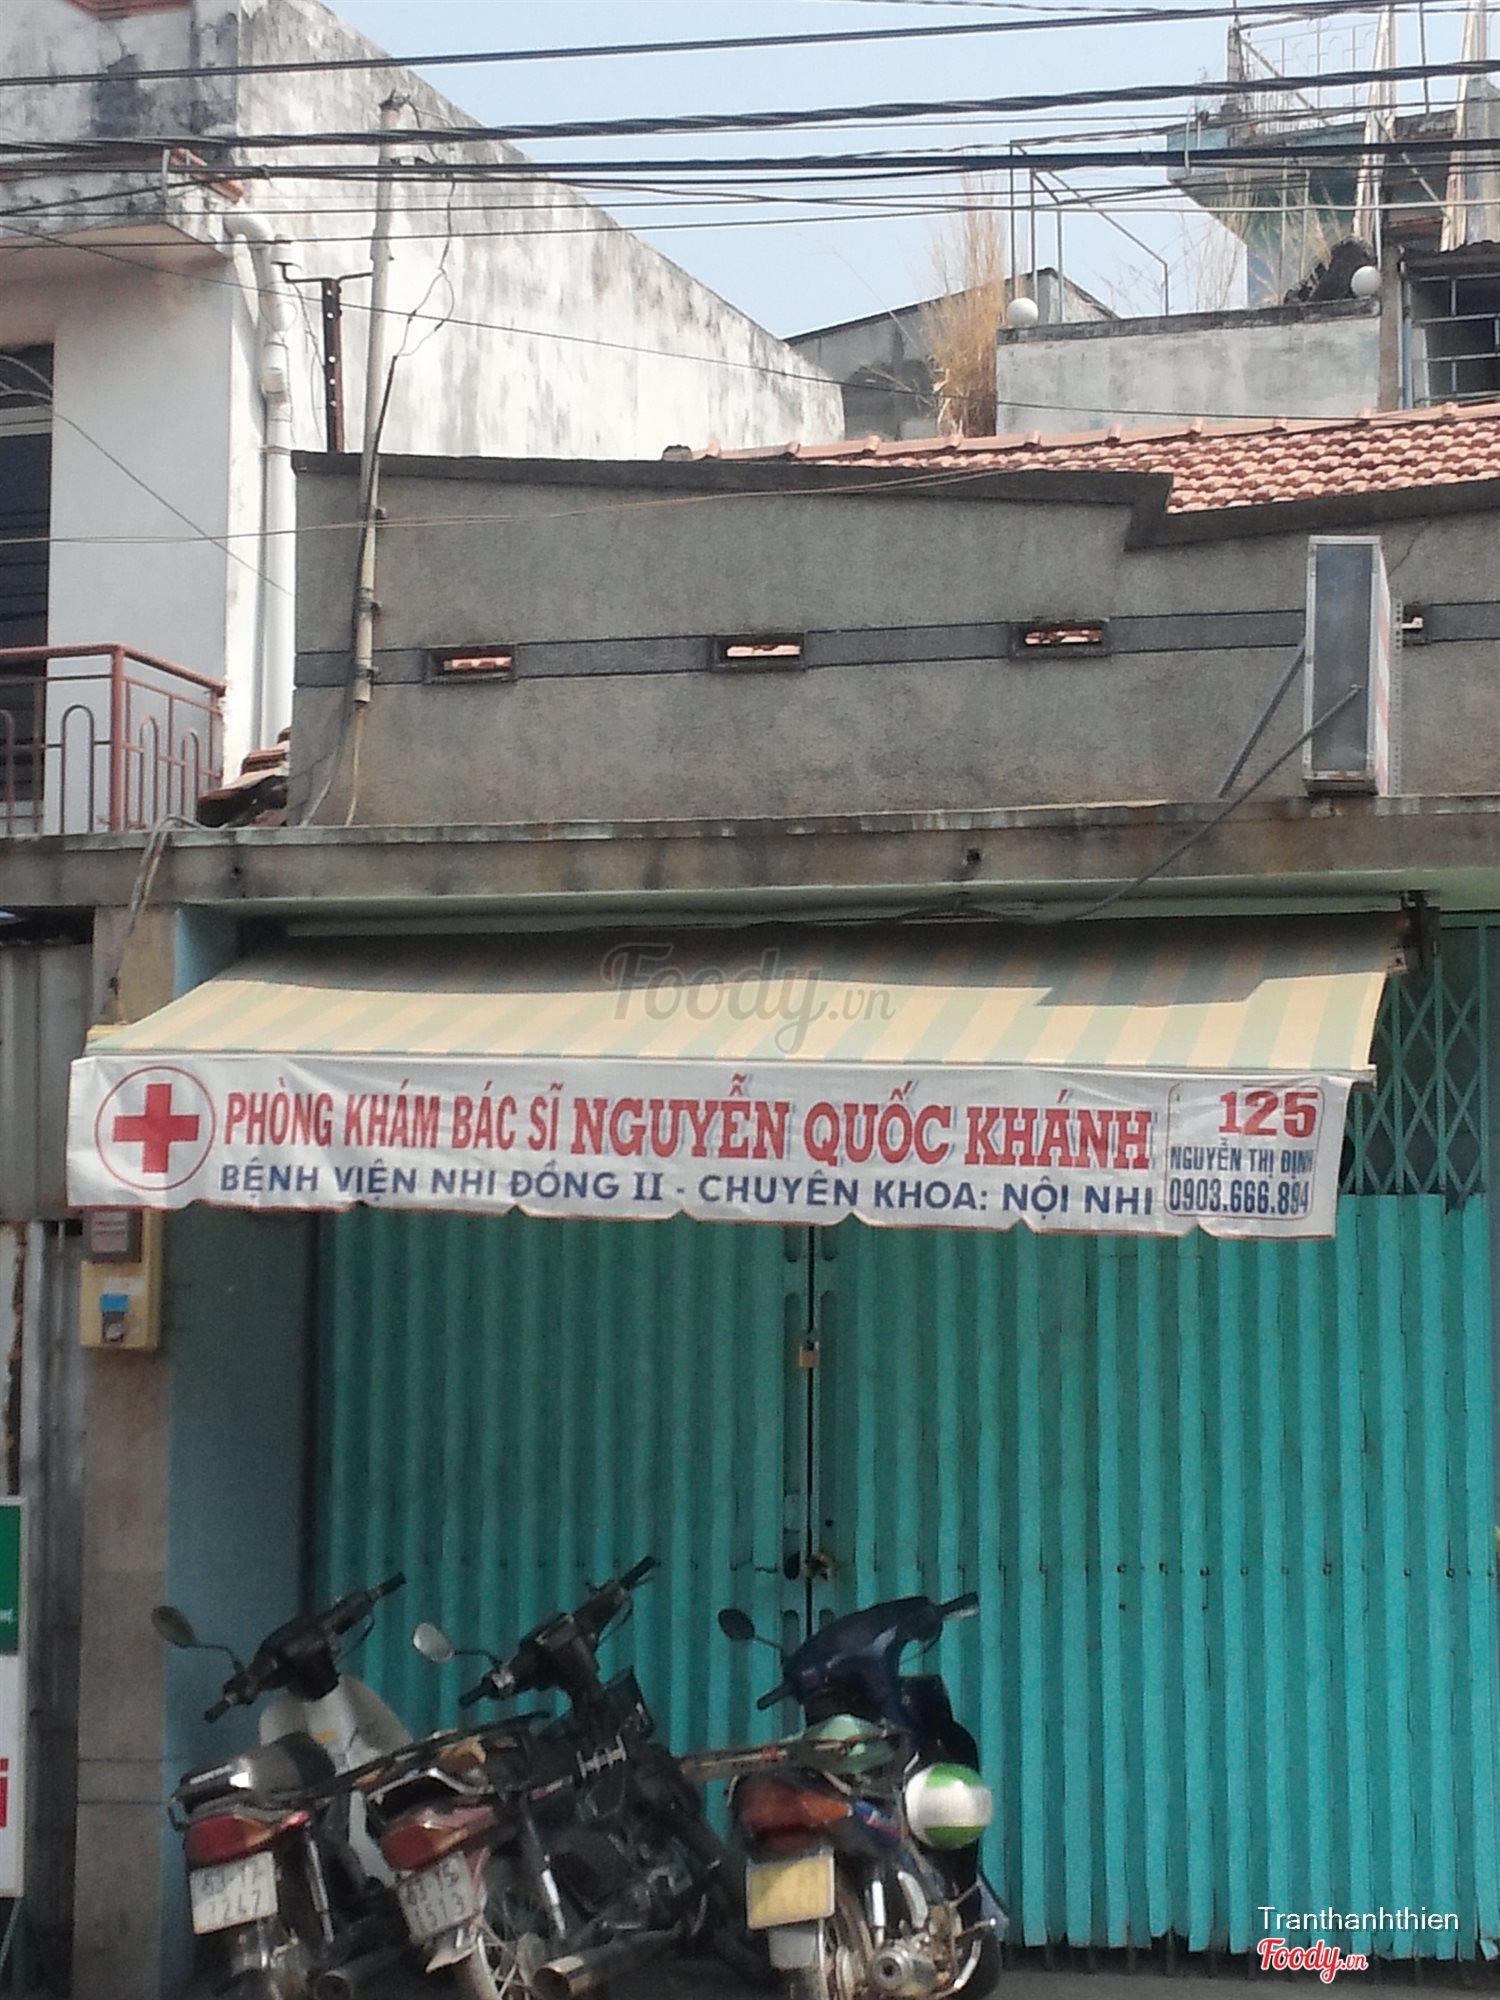 Foody.vn
PHÒNG KHÁM BÁC SĨ NGUYỄN QUỐC KHÁNH
BỆNH VIỆN NHI ĐỒNG II - CHUYÊN KHOA: NỘI NHI
125
NGUYỄN THỊ ĐỊNH
0903.666.894
Tranthanhthien
Foody.vn